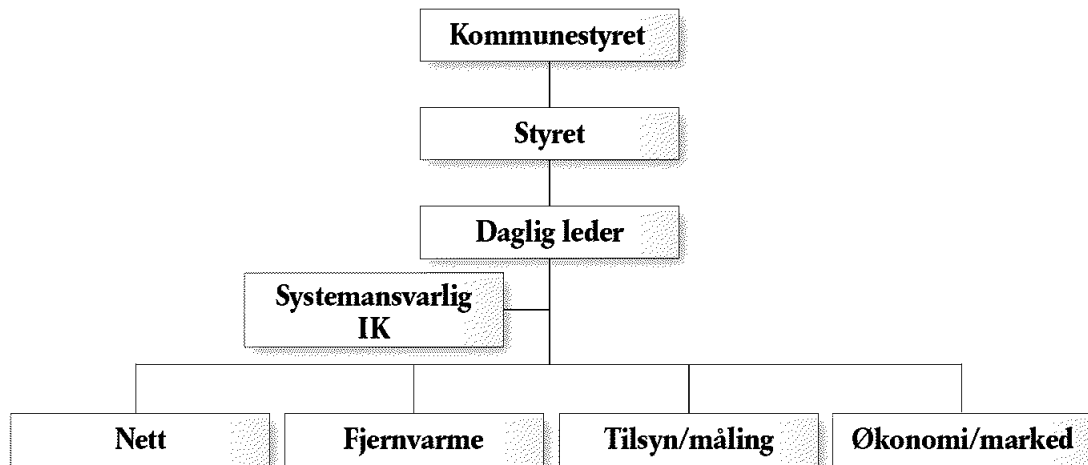 Kommunestyret
Styret
Daglig leder
Systemansvarlig
IK
Nett
Fjernvarme
Tilsyn/måling
Økonomi/marked